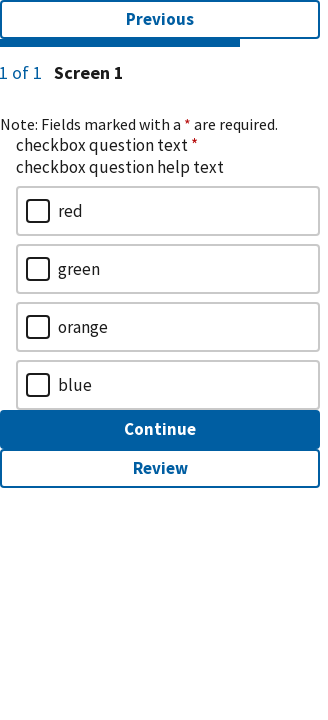 Previous
1 of 1 Screen 1
Note: Fields marked with a * are required.
checkbox question text *
checkbox question help text
red
green
orange
blue
Continue
Review